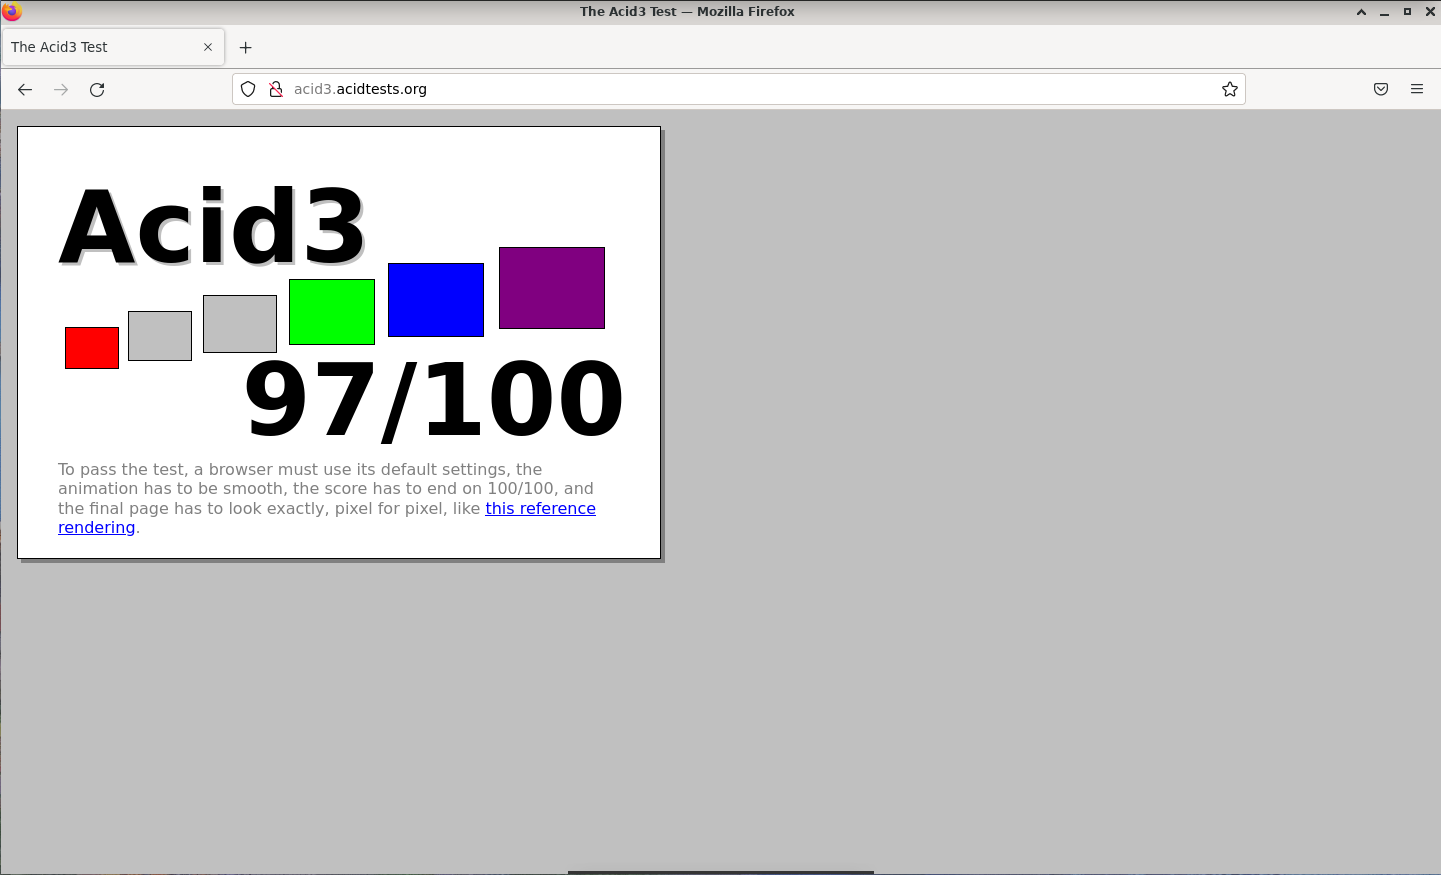 The Acid3 Test — Mozilla Firefox
The Acid3 Test
acid3.acidtests.org
Acid3
97/100
To pass the test, a browser must use its default settings, the
animation has to be smooth, the score has to end on 100/100, and
the final page has to look exactly, pixel for pixel, like this reference
rendering.